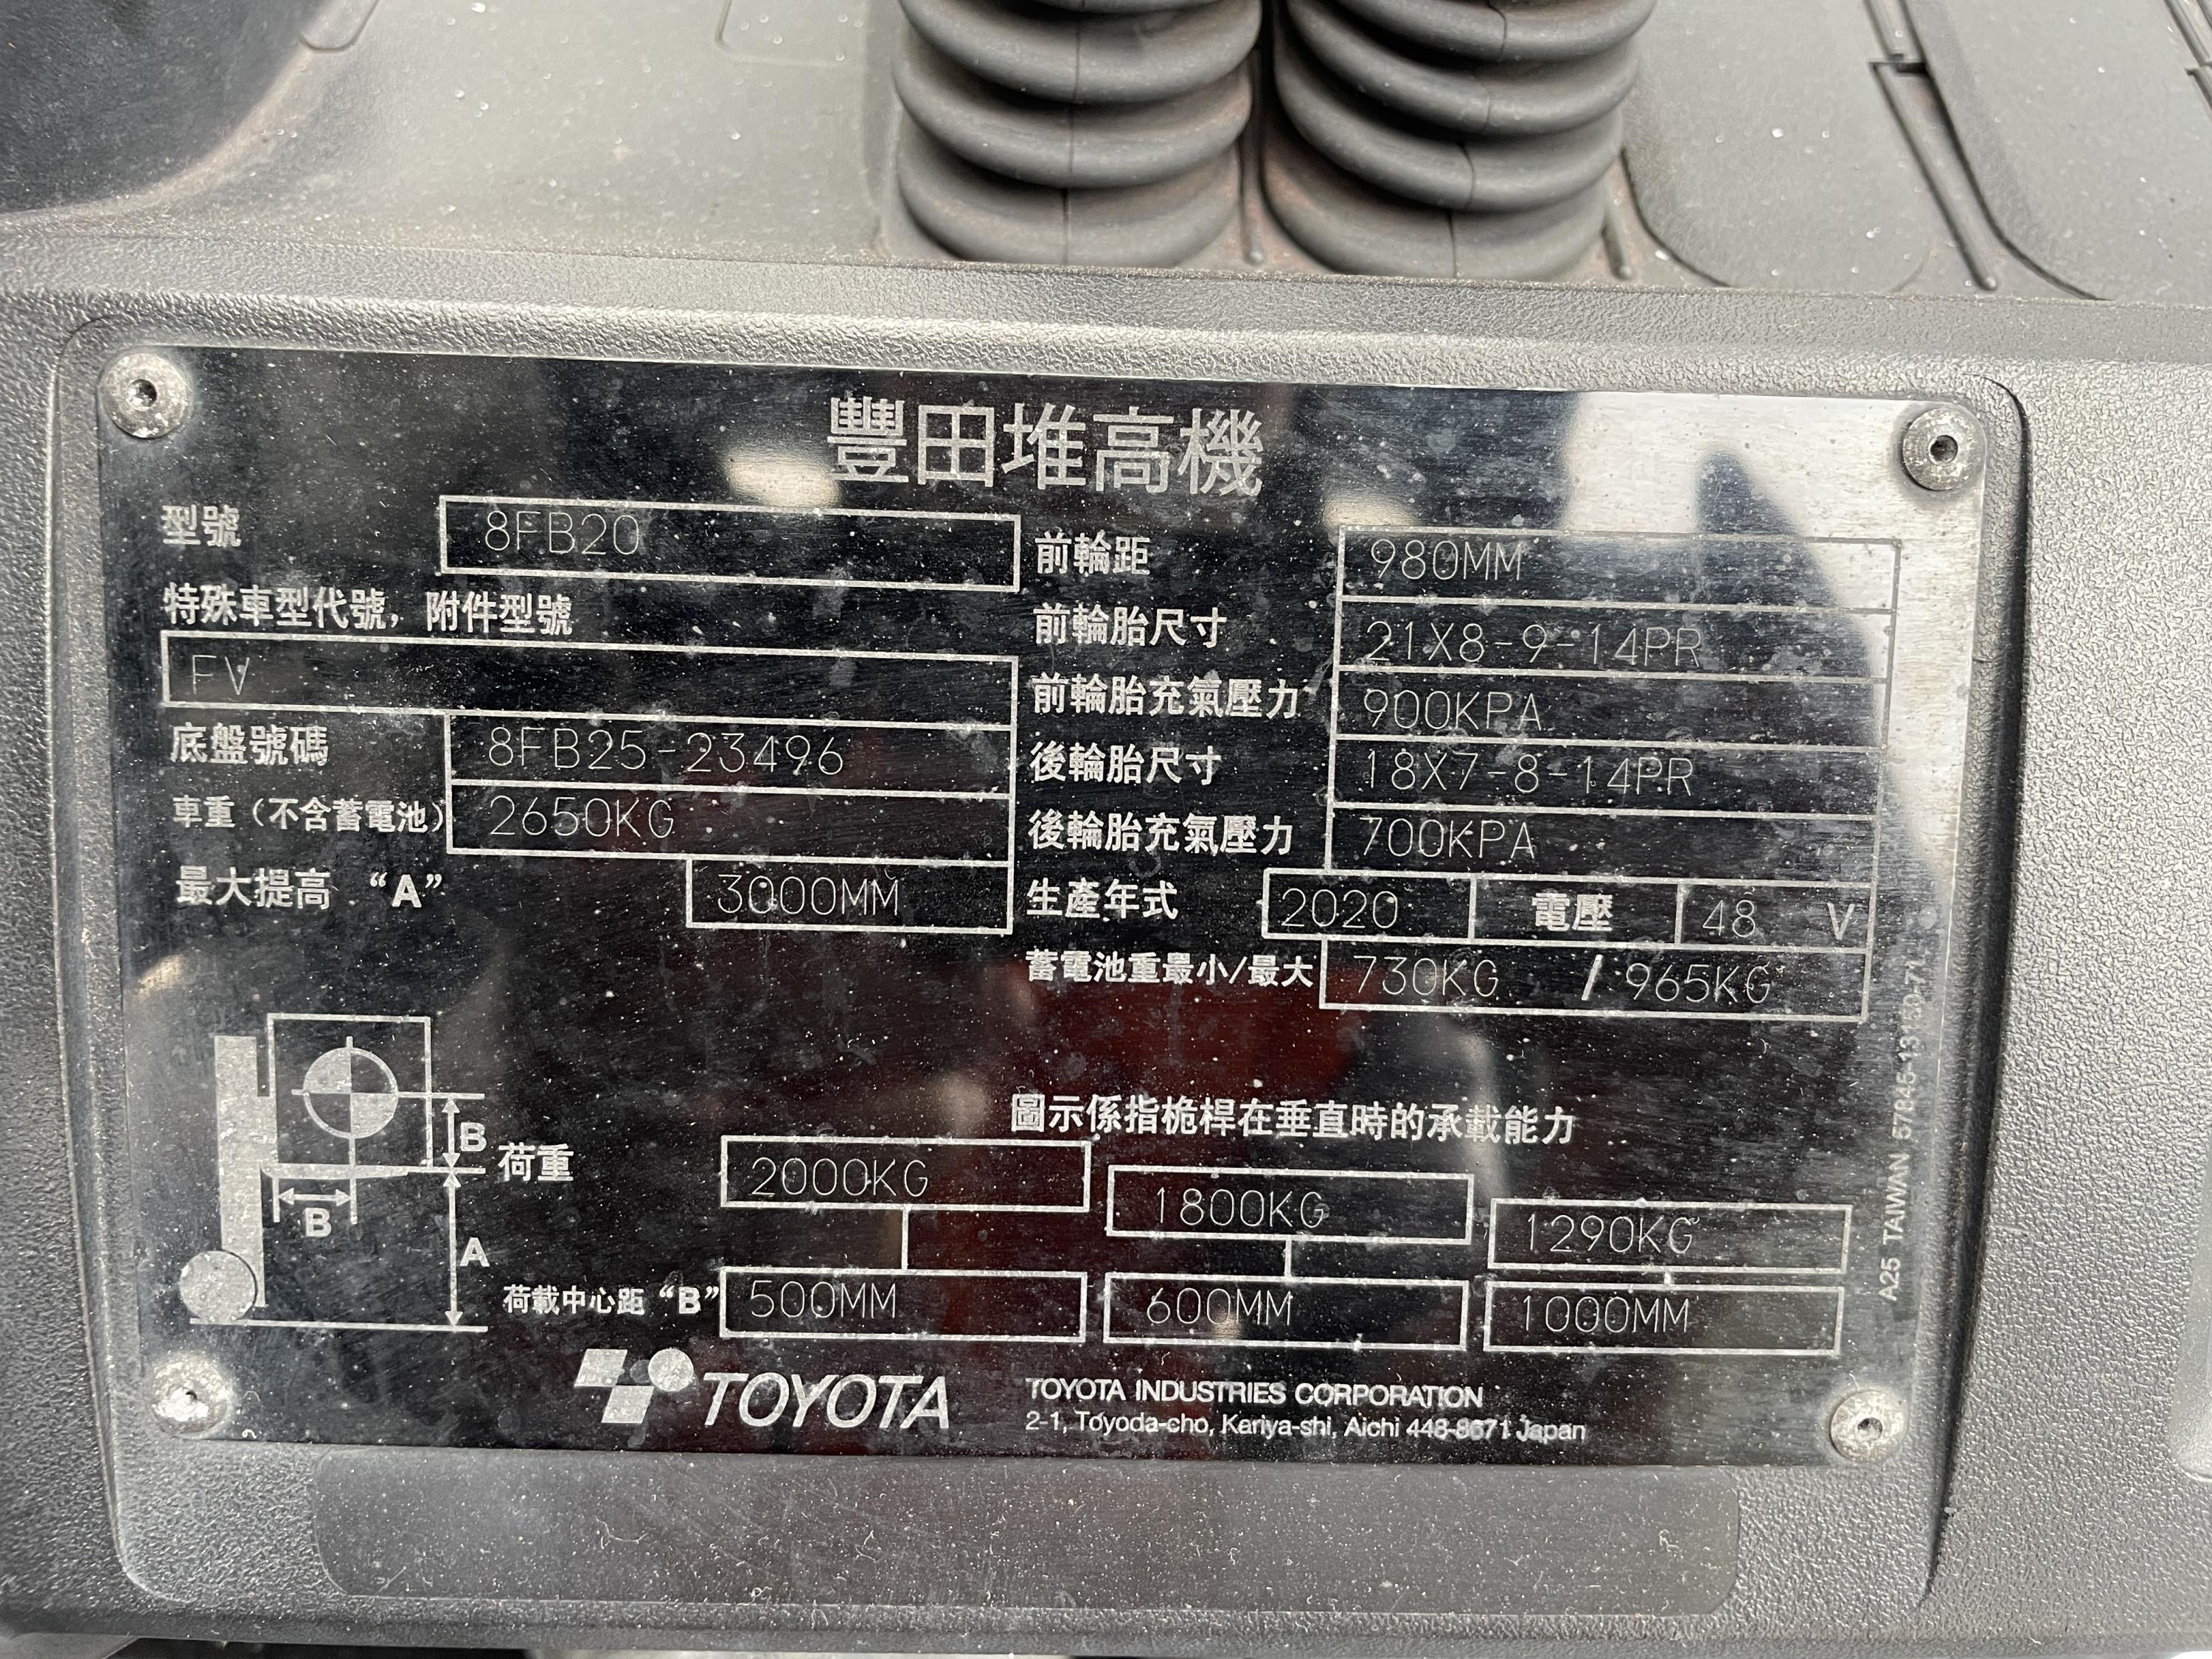 豐田堆高機
型號 8FB20
特殊車型代號，附件型號
FV
底盤號碼 8FB25-23496
車重（不含蓄電池） 2650KG
最大提高 “A” 3000MM
前輪距 980MM
前輪胎尺寸 21X8-9-14PR
前輪胎充氣壓力 900KPA
後輪胎尺寸 18X7-8-14PR
後輪胎充氣壓力 700KPA
生產年式 2020 電壓 48 V
蓄電池重最小/最大 730KG / 965KG
圖示係指桅桿在垂直時的承載能力
B
B
A
荷重 2000KG 1800KG 1290KG
荷載中心距 “B” 500MM 600MM 1000MM
TOYOTA
TOYOTA INDUSTRIES CORPORATION
2-1, Toyoda-cho, Kariya-shi, Aichi 448-8671 Japan
A25 TAIWAN